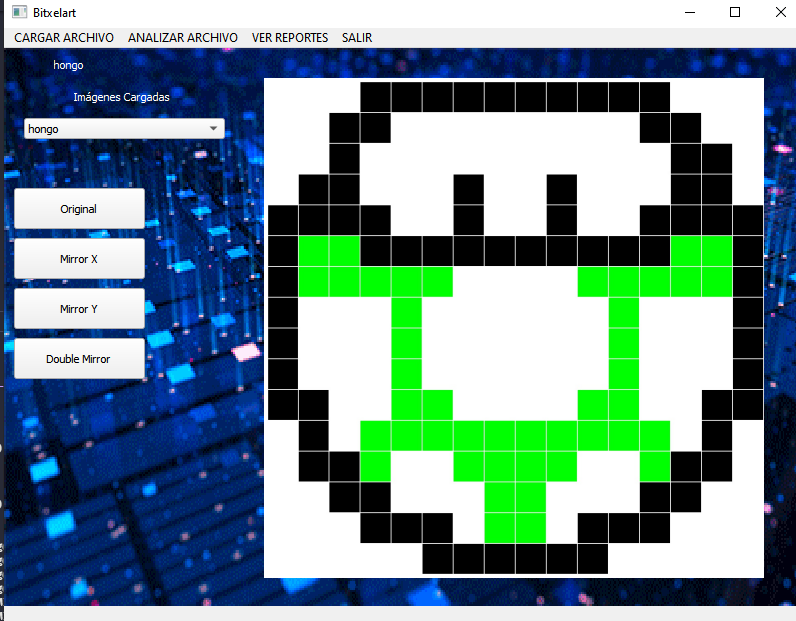 Bitxelart
CARGAR ARCHIVO ANALIZAR ARCHIVO VER REPORTES SALIR
hongo
Imágenes Cargadas
hongo
Original
Mirror X
Mirror Y
Double Mirror